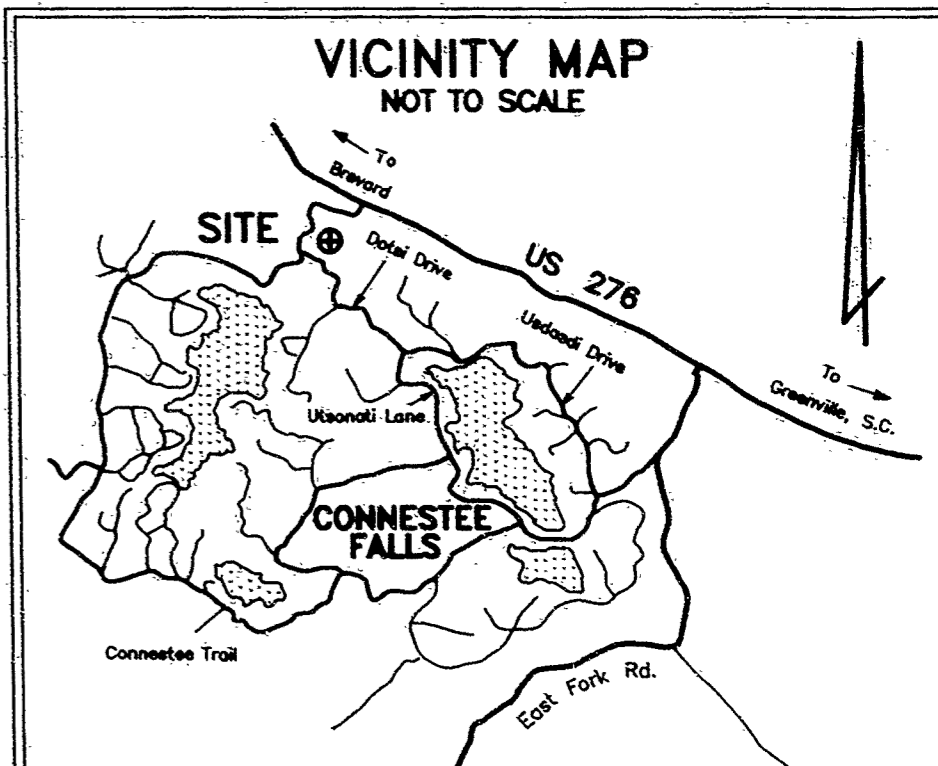 VICINITY MAP
NOT TO SCALE
To
Brevard
SITE
Dotsi Drive
US 276
Usdasdi Drive
To
Greenville, S.C.
Utsonati Lane
CONNESTEE
FALLS
Connestee Trail
East Fork Rd.